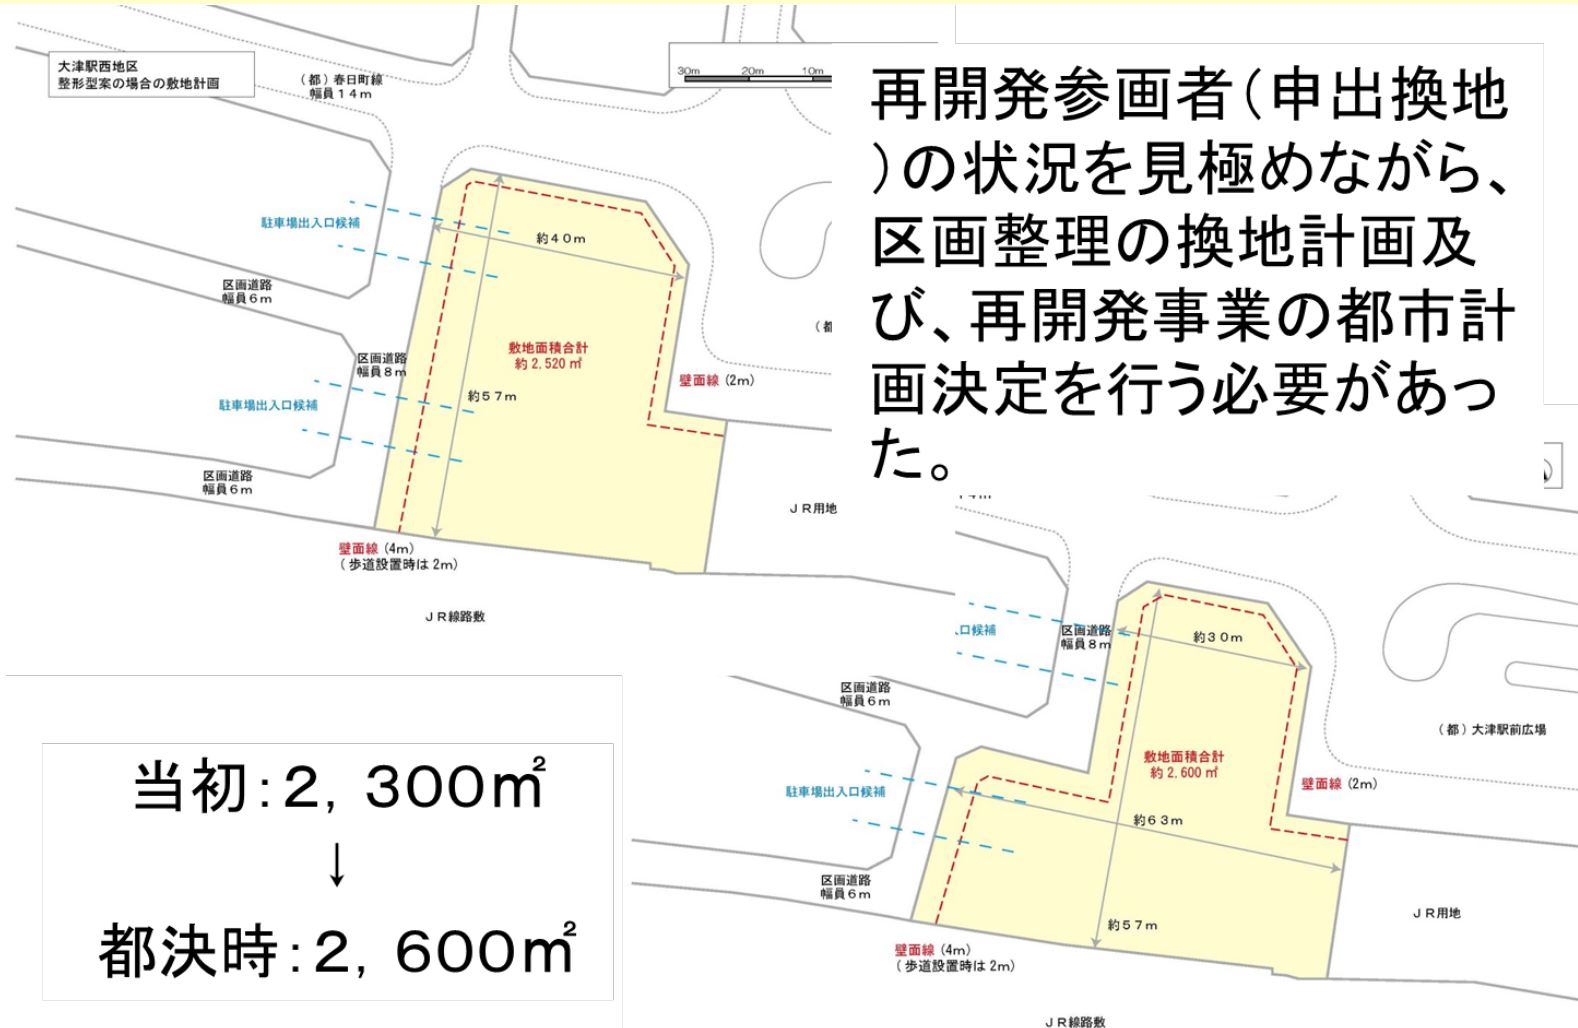 大津駅西地区
整形型案の場合の敷地計画
(都)春日町線
幅員14m
30m 20m 10m
駐車場出入口候補
約40m
区画道路
幅員6m
(都
敷地面積合計
約2,520㎡
区画道路
幅員8m
壁面線(2m)
約57m
駐車場出入口候補
区画道路
幅員6m
JR用地
壁面線(4m)
(歩道設置時は2m)
JR線路敷
再開発参画者(申出換地
)の状況を見極めながら、
区画整理の換地計画及
び、再開発事業の都市計
画決定を行う必要があっ
た。
口候補
区画道路
幅員8m
約30m
区画道路
幅員6m
(都)大津駅前広場
敷地面積合計
約2,600㎡
壁面線(2m)
駐車場出入口候補
約63m
区画道路
幅員6m
JR用地
約57m
壁面線(4m)
(歩道設置時は2m)
JR線路敷
当初:2,300㎡
↓
都決時:2,600㎡